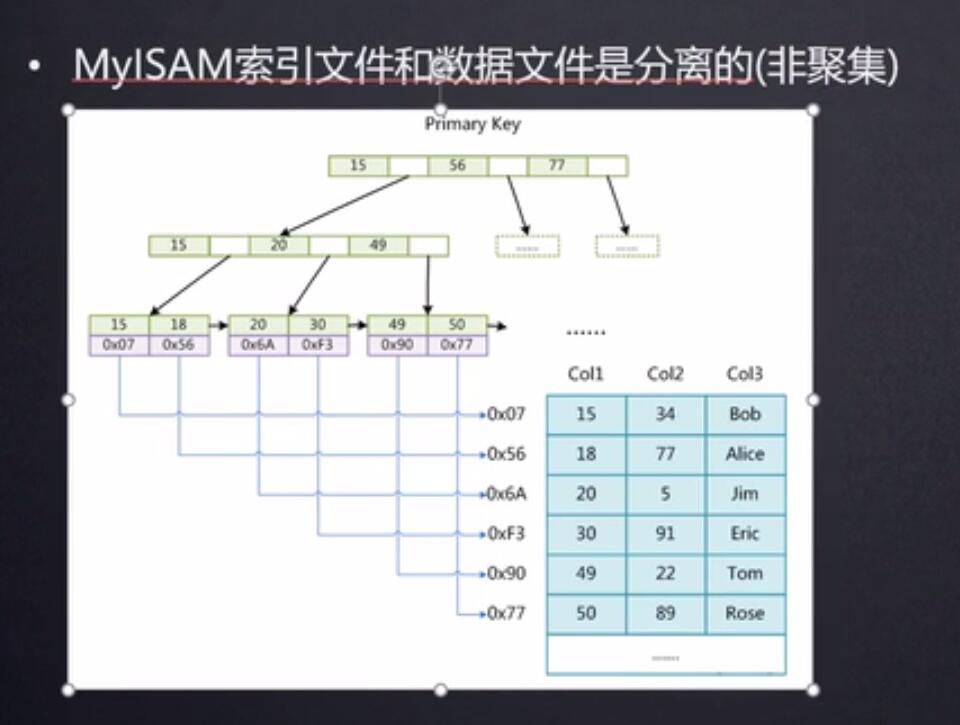 • MyISAM索引文件和数据文件是分离的(非聚集)
Primary Key
15 56 77
15 20 49 ...... ......
15 18 20 30 49 50
0x07 0x56 0x6A 0xF3 0x90 0x77
......
Col1 Col2 Col3
0x07 15 34 Bob
0x56 18 77 Alice
0x6A 20 5 Jim
0xF3 30 91 Eric
0x90 49 22 Tom
0x77 50 89 Rose
......